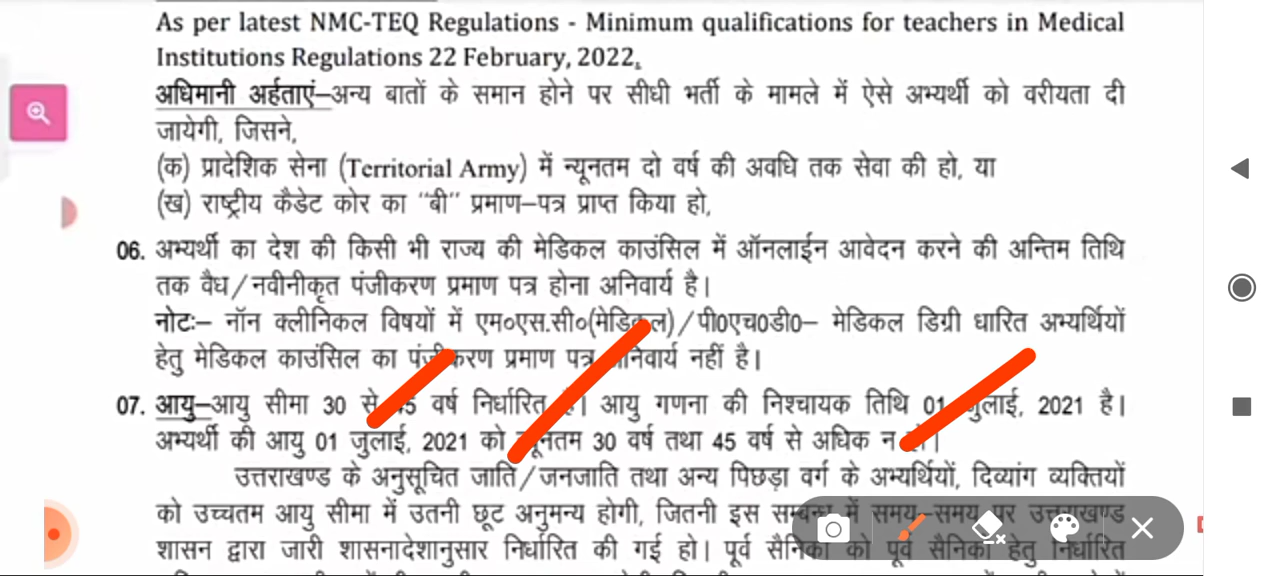 As per latest NMC-TEQ Regulations - Minimum qualifications for teachers in Medical
Institutions Regulations 22 February, 2022.
अधिमानी अर्हताएं–अन्य बातों के समान होने पर सीधी भर्ती के मामले में ऐसे अभ्यर्थी को वरीयता दी
जायेगी, जिसने,
(क) प्रादेशिक सेना (Territorial Army) में न्यूनतम दो वर्ष की अवधि तक सेवा की हो, या
(ख) राष्ट्रीय कैडेट कोर का "बी" प्रमाण–पत्र प्राप्त किया हो,
06. अभ्यर्थी का देश की किसी भी राज्य की मेडिकल काउंसिल में ऑनलाईन आवेदन करने की अन्तिम तिथि
तक वैध/नवीनीकृत पंजीकरण प्रमाण पत्र होना अनिवार्य है।
नोटः– नॉन क्लीनिकल विषयों में एम०एस.सी०(मेडिकल)/पी0एच0डी0– मेडिकल डिग्री धारित अभ्यर्थियों
हेतु मेडिकल काउंसिल का पंजीकरण प्रमाण पत्र अनिवार्य नहीं है।
07. आयु–आयु सीमा 30 से 45 वर्ष निर्धारित है। आयु गणना की निश्चायक तिथि 01 जुलाई, 2021 है।
अभ्यर्थी की आयु 01 जुलाई, 2021 को न्यूनतम 30 वर्ष तथा 45 वर्ष से अधिक न हो।
उत्तराखण्ड के अनुसूचित जाति/जनजाति तथा अन्य पिछड़ा वर्ग के अभ्यर्थियों, दिव्यांग व्यक्तियों
को उच्चतम आयु सीमा में उतनी छूट अनुमन्य होगी, जितनी इस सम्बन्ध में समय–समय पर उत्तराखण्ड
शासन द्वारा जारी शासनादेशानुसार निर्धारित की गई हो। पूर्व सैनिकों को पूर्व सैनिकों हेतु निर्धारित